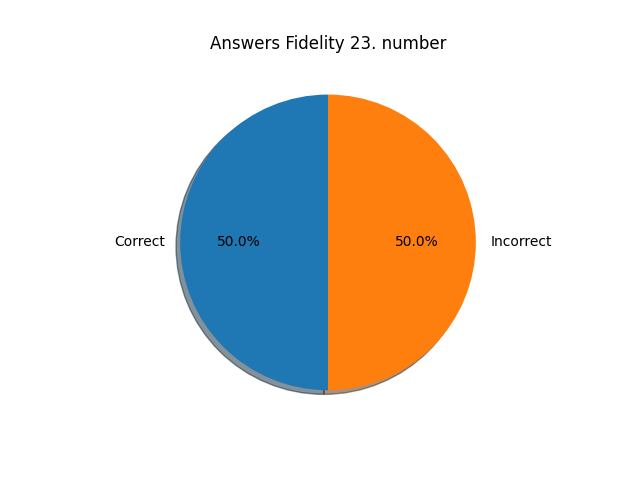 Answers Fidelity 23. number
Correct
50.0%
50.0%
Incorrect